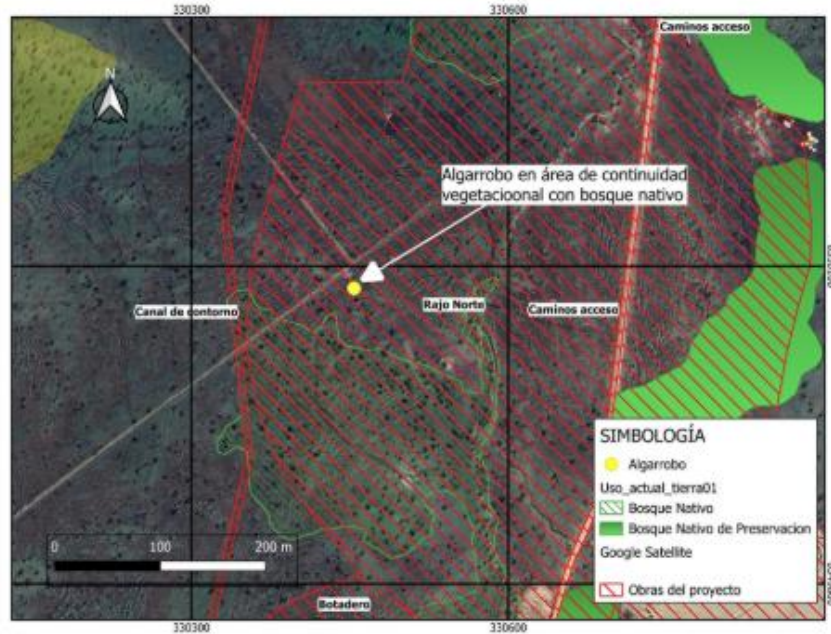 330300
330600
Caminos acceso
N
Algarrobo en área de continuidad
vegetacioonal con bosque nativo
Canal de contorno
Rajo Norte
Caminos acceso
SIMBOLOGÍA
Algarrobo
Uso_actual_tierra01
Bosque Nativo
Bosque Nativo de Preservacion
Google Satellite
Obras del proyecto
0
100
200 m
Botadero
330300
330600